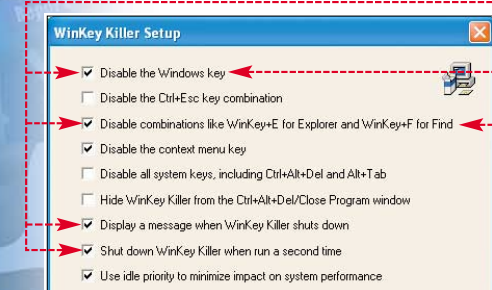 WinKey Killer Setup
Disable the Windows key
Disable the Ctrl+Esc key combination
Disable combinations like WinKey+E for Explorer and WinKey+F for Find
Disable the context menu key
Disable all system keys, including Ctrl+Alt+Del and Alt+Tab
Hide WinKey Killer from the Ctrl+Alt+Del/Close Program window
Display a message when WinKey Killer shuts down
Shut down WinKey Killer when run a second time
Use idle priority to minimize impact on system performance